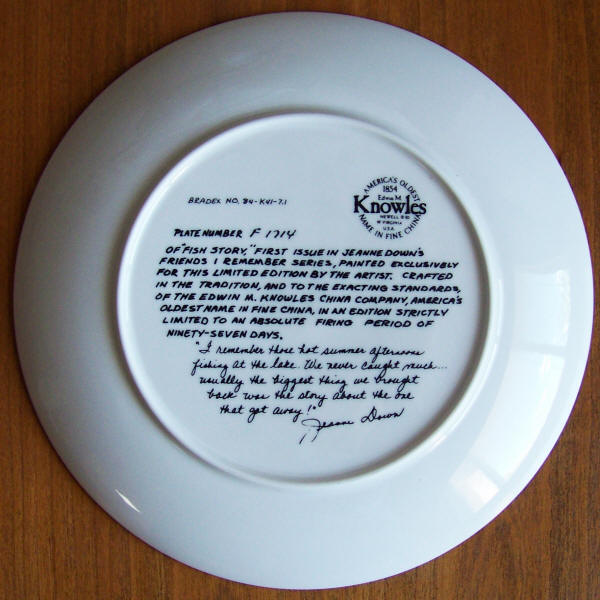 BRADEX NO. 84-K41-7.1
AMERICA'S OLDEST
1854
Edwin M.
Knowles
NEWELL
W. VIRGINIA
U.S.A.
NAME IN FINE CHINA
PLATE NUMBER F 1714
OF "FISH STORY," FIRST ISSUE IN JEANNE DOWN'S
FRIENDS I REMEMBER SERIES, PAINTED EXCLUSIVELY
FOR THIS LIMITED EDITION BY THE ARTIST. CRAFTED
IN THE TRADITION, AND TO THE EXACTING STANDARDS,
OF THE EDWIN M. KNOWLES CHINA COMPANY, AMERICA'S
OLDEST NAME IN FINE CHINA, IN AN EDITION STRICTLY
LIMITED TO AN ABSOLUTE FIRING PERIOD OF
NINETY-SEVEN DAYS.
"I remember those hot summer afternoons
fishing at the lake. We never caught much...
usually the biggest thing we brought
back was the story about the one
that got away!"
Jeanne Down